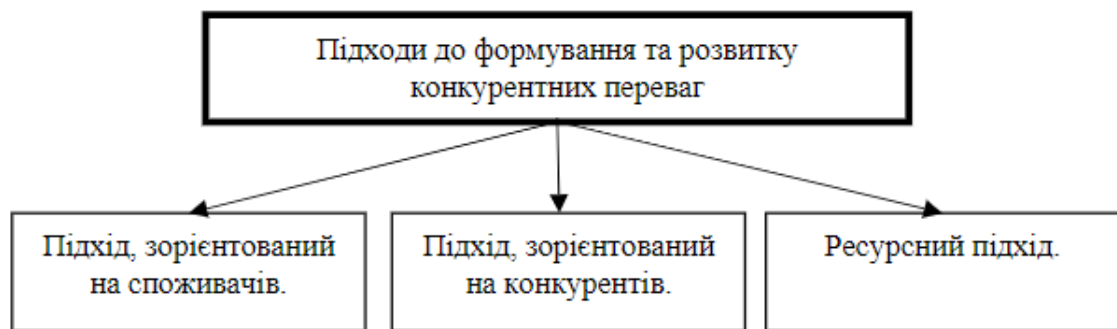 Підходи до формування та розвитку
конкурентних переваг
Підхід, зорієнтований
на споживачів.
Підхід, зорієнтований
на конкурентів.
Ресурсний підхід.